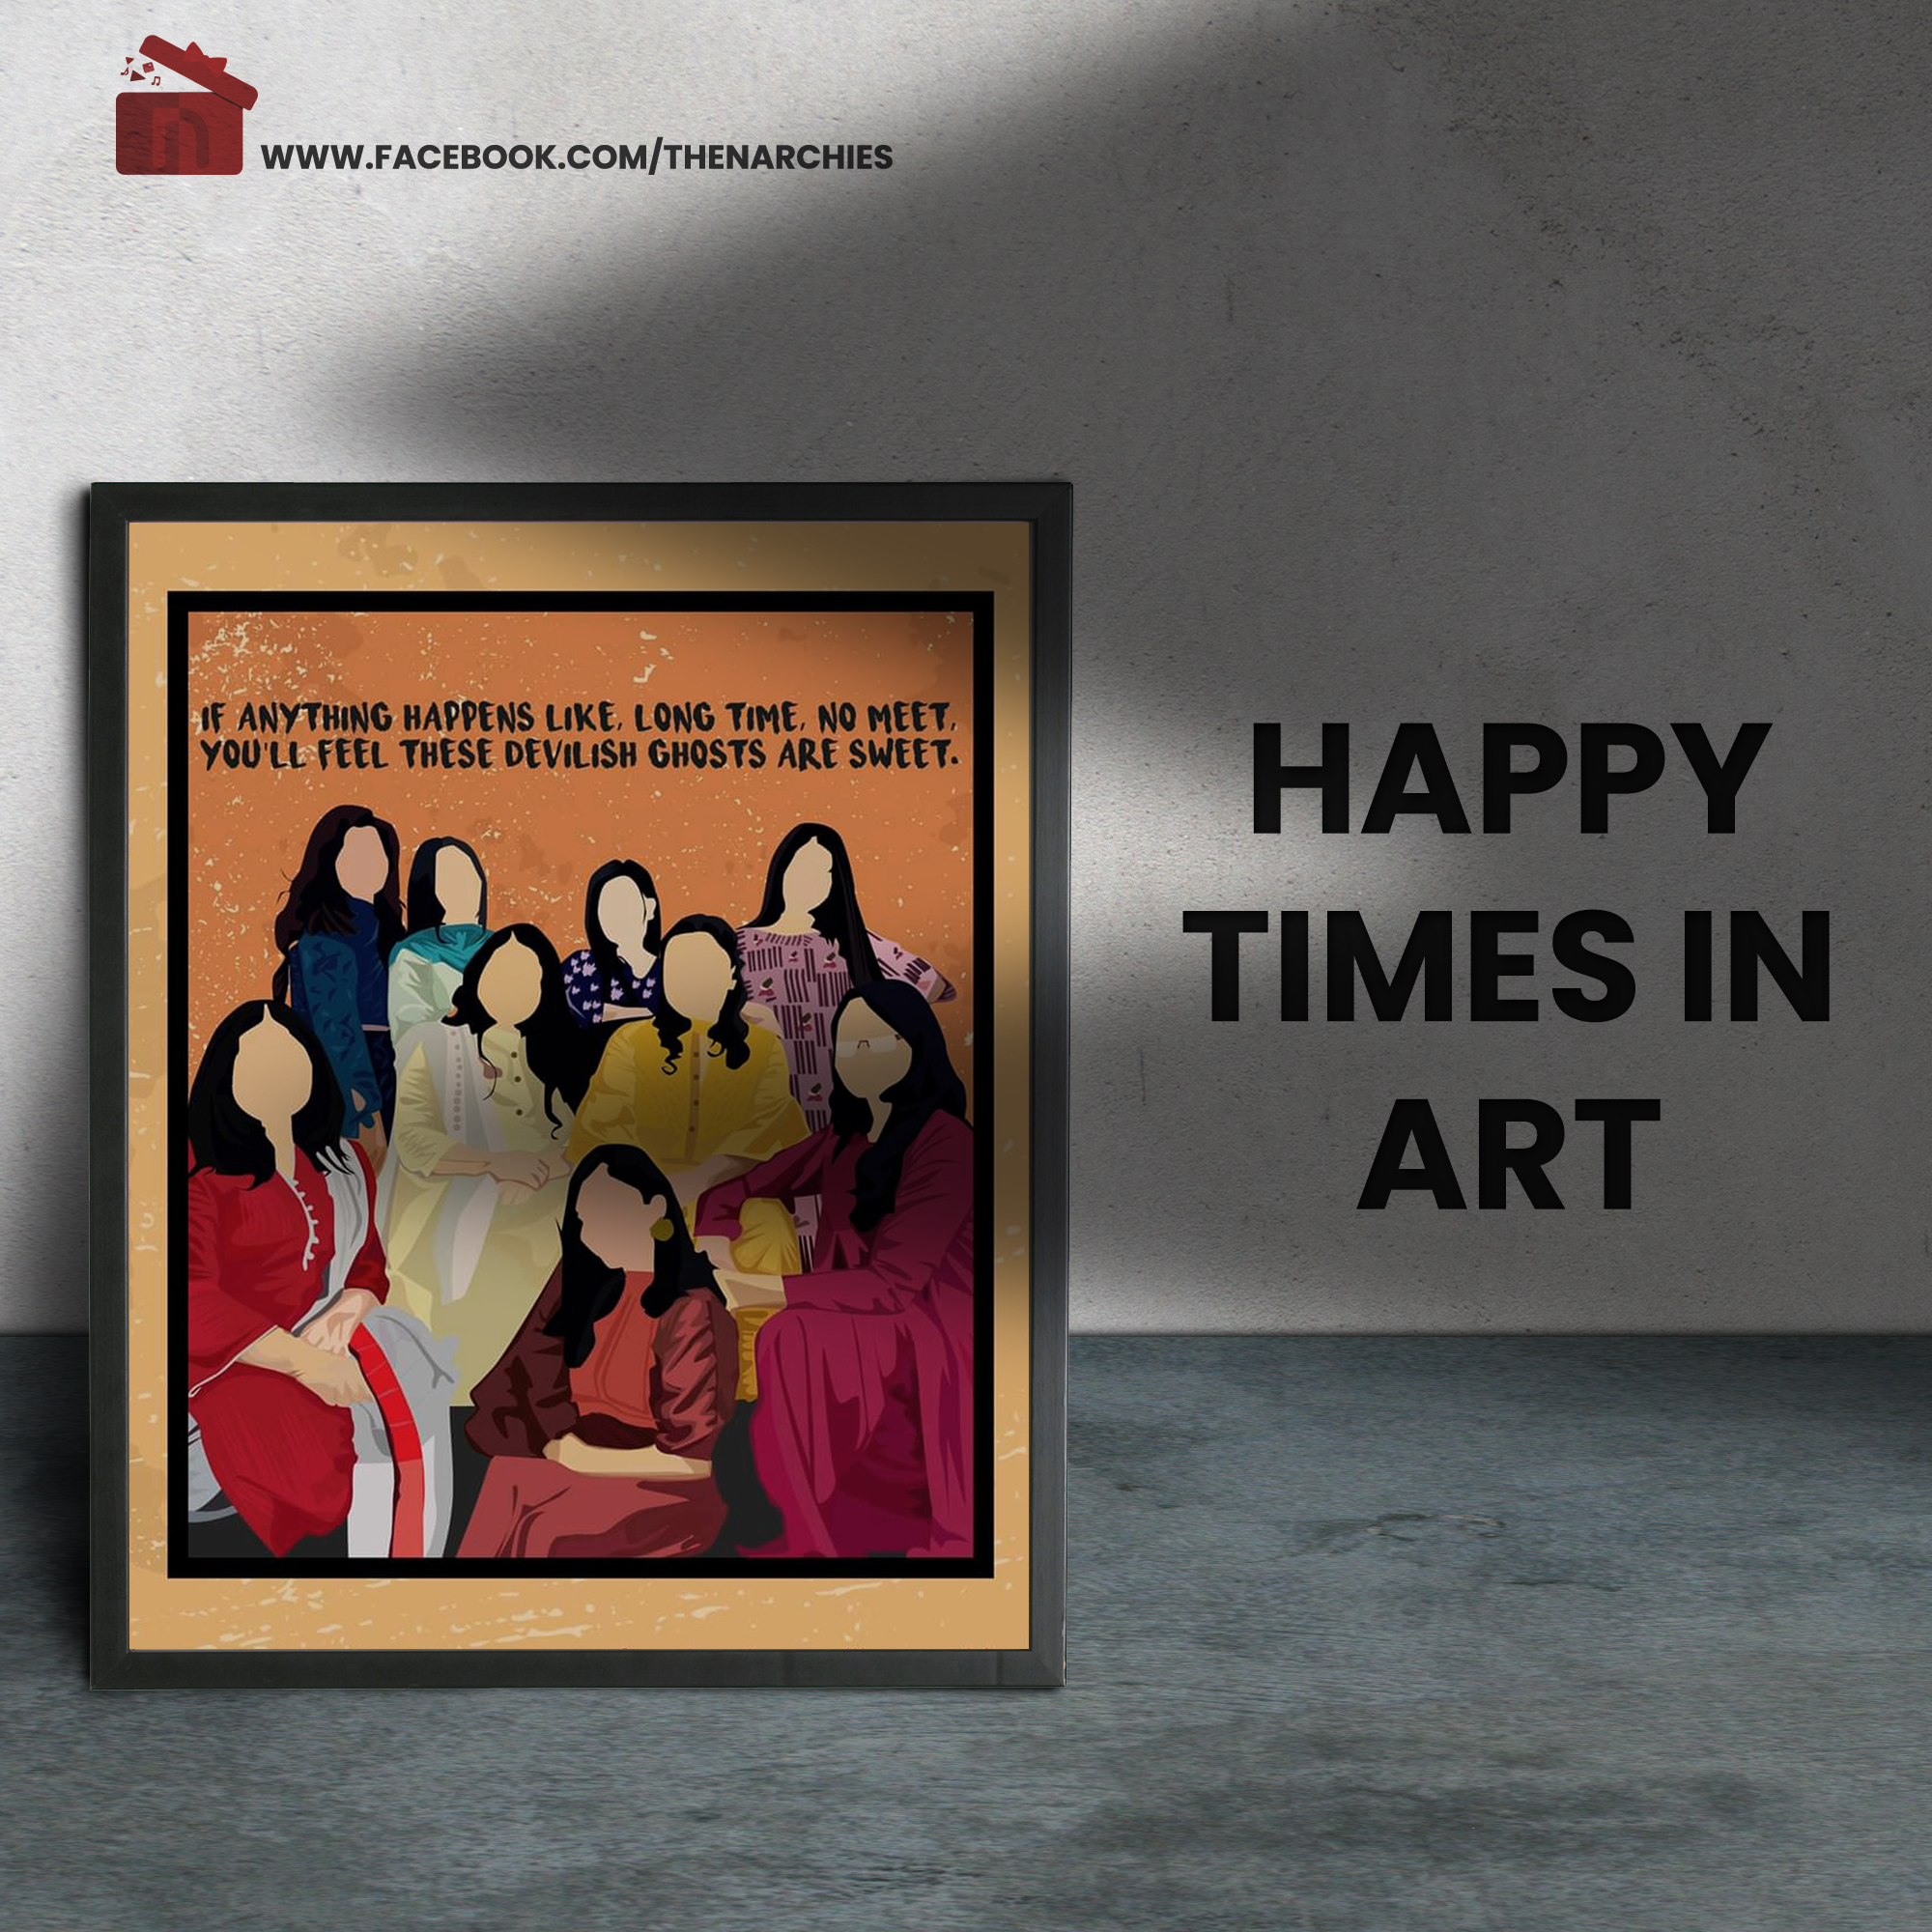 WWW.FACEBOOK.COM/THENARCHIES
IF ANYTHING HAPPENS LIKE, LONG TIME, NO MEET,
YOU'LL FEEL THESE DEVILISH GHOSTS ARE SWEET.
HAPPY
TIMES IN
ART